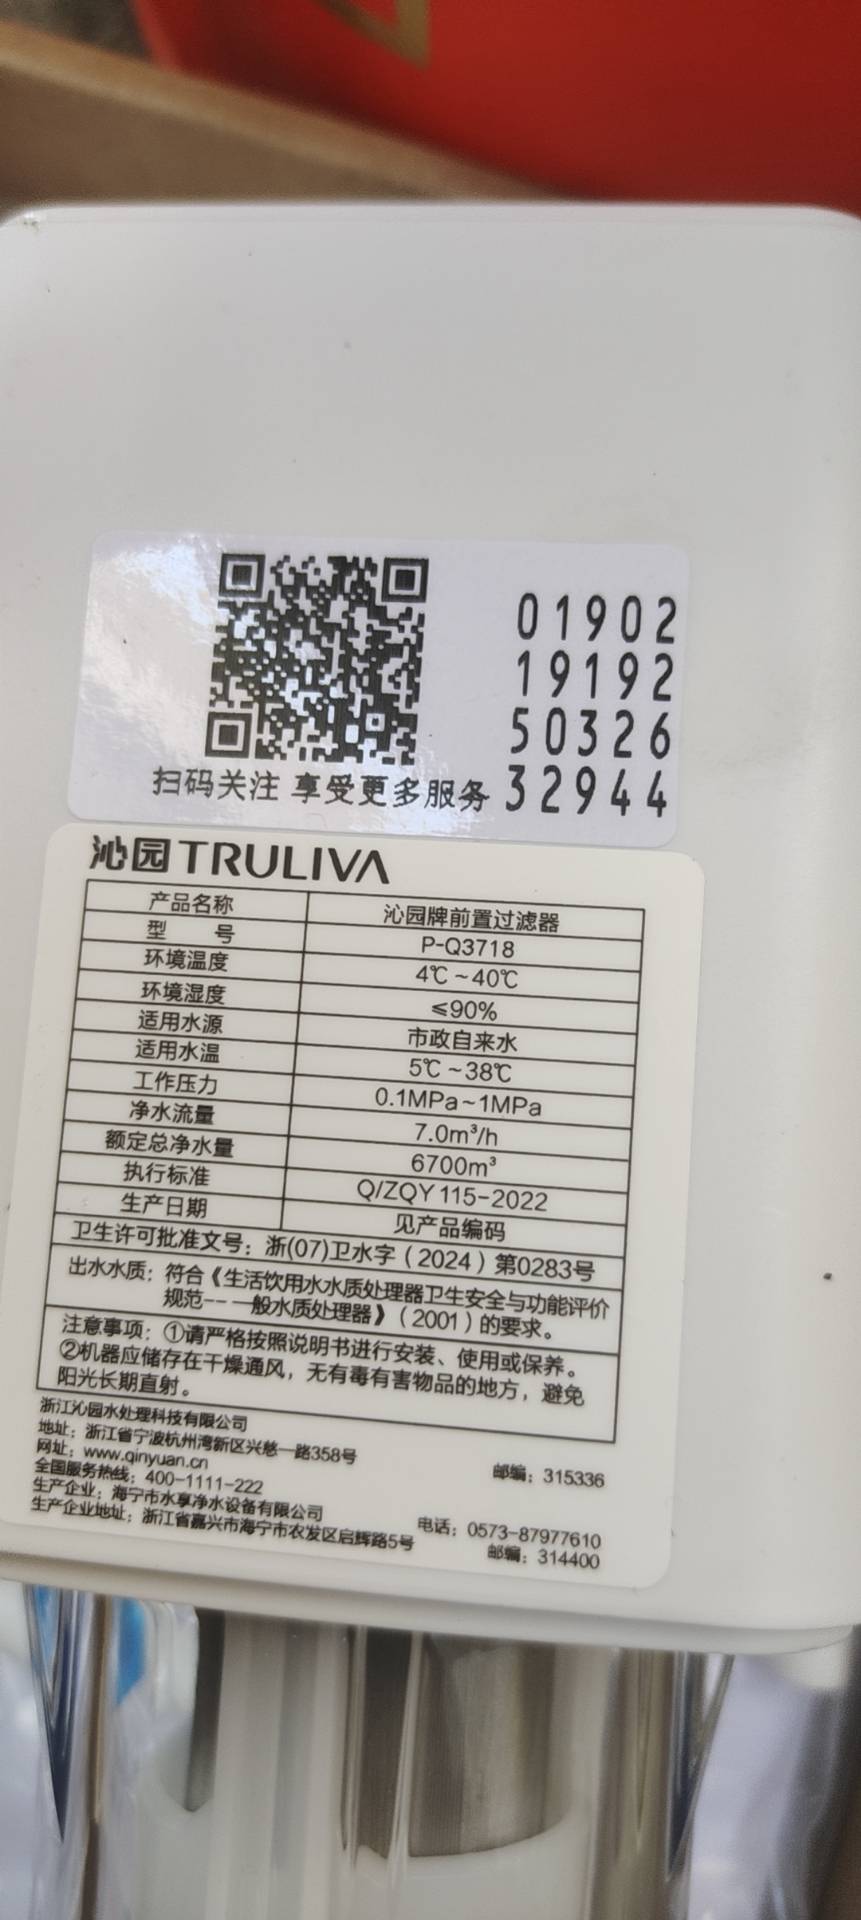 01902
19192
50326
32944
扫码关注 享受更多服务
沁园 TRULIVA
产品名称 沁园牌前置过滤器
型 号 P-Q3718
环境温度 4℃~40℃
环境湿度 ≤90%
适用水源 市政自来水
适用水温 5℃~38℃
工作压力 0.1MPa~1MPa
净水流量 7.0m³/h
额定总净水量 6700m³
执行标准 Q/ZQY 115-2022
生产日期 见产品编码
卫生许可批准文号：浙(07)卫水字（2024）第0283号
出水水质：符合《生活饮用水水质处理器卫生安全与功能评价
规范--一般水质处理器》（2001）的要求。
注意事项：①请严格按照说明书进行安装、使用或保养。
②机器应储存在干燥通风，无有毒有害物品的地方，避免
阳光长期直射。
浙江沁园水处理科技有限公司
地址：浙江省宁波杭州湾新区兴慈一路358号 邮编：315336
网址：www.qinyuan.cn
全国服务热线：400-1111-222
生产企业：海宁市水享净水设备有限公司 电话：0573-87977610
生产企业地址：浙江省嘉兴市海宁市农发区启辉路5号 邮编：314400